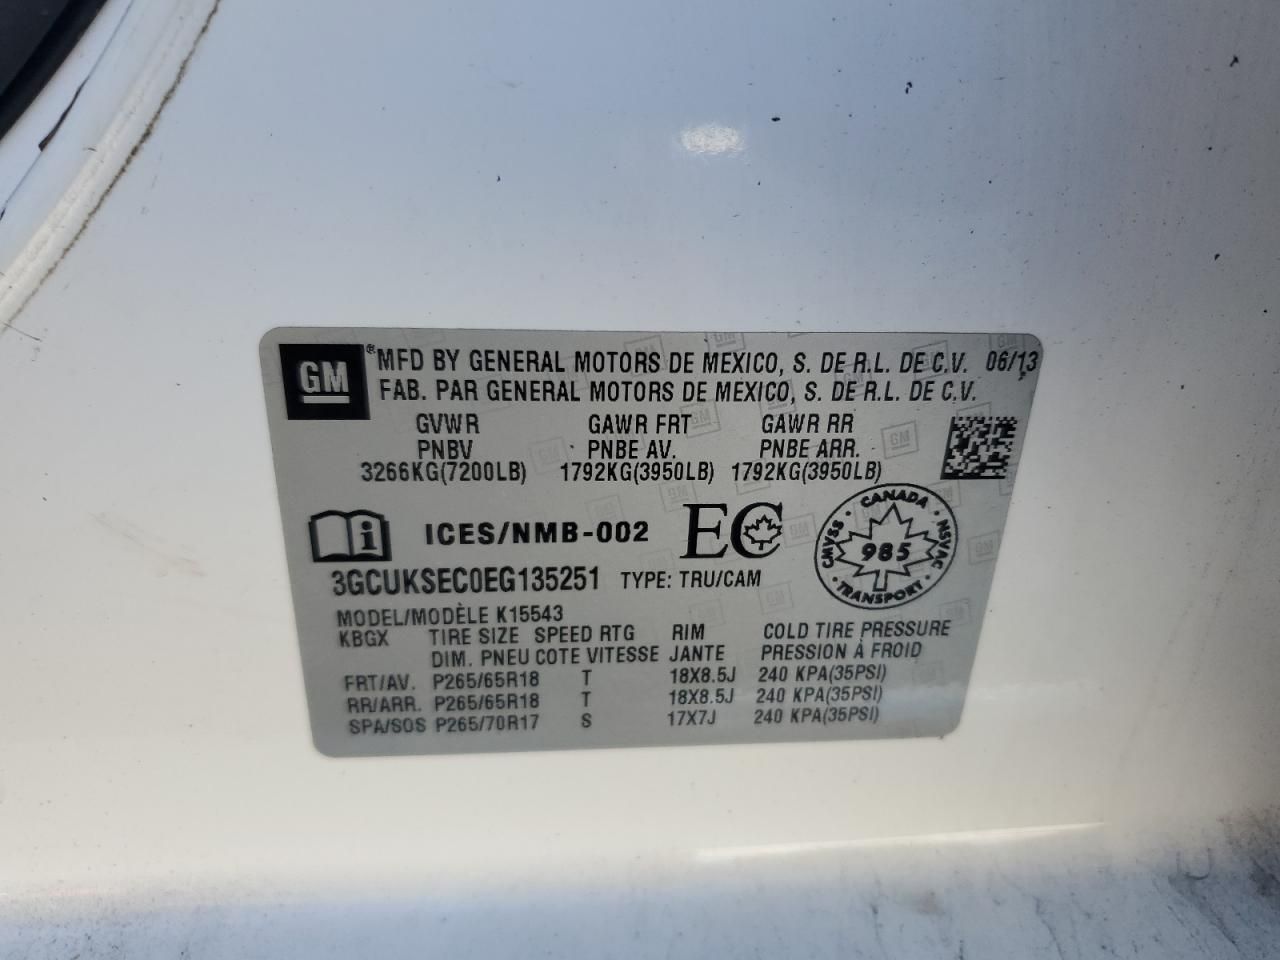 GM
® MFD BY GENERAL MOTORS DE MEXICO, S. DE R.L. DE C.V. 06/13
FAB. PAR GENERAL MOTORS DE MEXICO, S. DE R.L. DE C.V.
GVWR GAWR FRT GAWR RR
PNBV PNBE AV. PNBE ARR.
3266KG(7200LB) 1792KG(3950LB) 1792KG(3950LB)
i ICES/NMB-002 EC
CANADA · NSVAC · TRANSPORT · CMVSS ·
985
3GCUKSEC0EG135251 TYPE: TRU/CAM
MODEL/MODÈLE K15543
KBGX TIRE SIZE SPEED RTG RIM COLD TIRE PRESSURE
DIM. PNEU COTE VITESSE JANTE PRESSION À FROID
FRT/AV. P265/65R18 T 18X8.5J 240 KPA(35PSI)
RR/ARR. P265/65R18 T 18X8.5J 240 KPA(35PSI)
SPA/SOS P265/70R17 S 17X7J 240 KPA(35PSI)